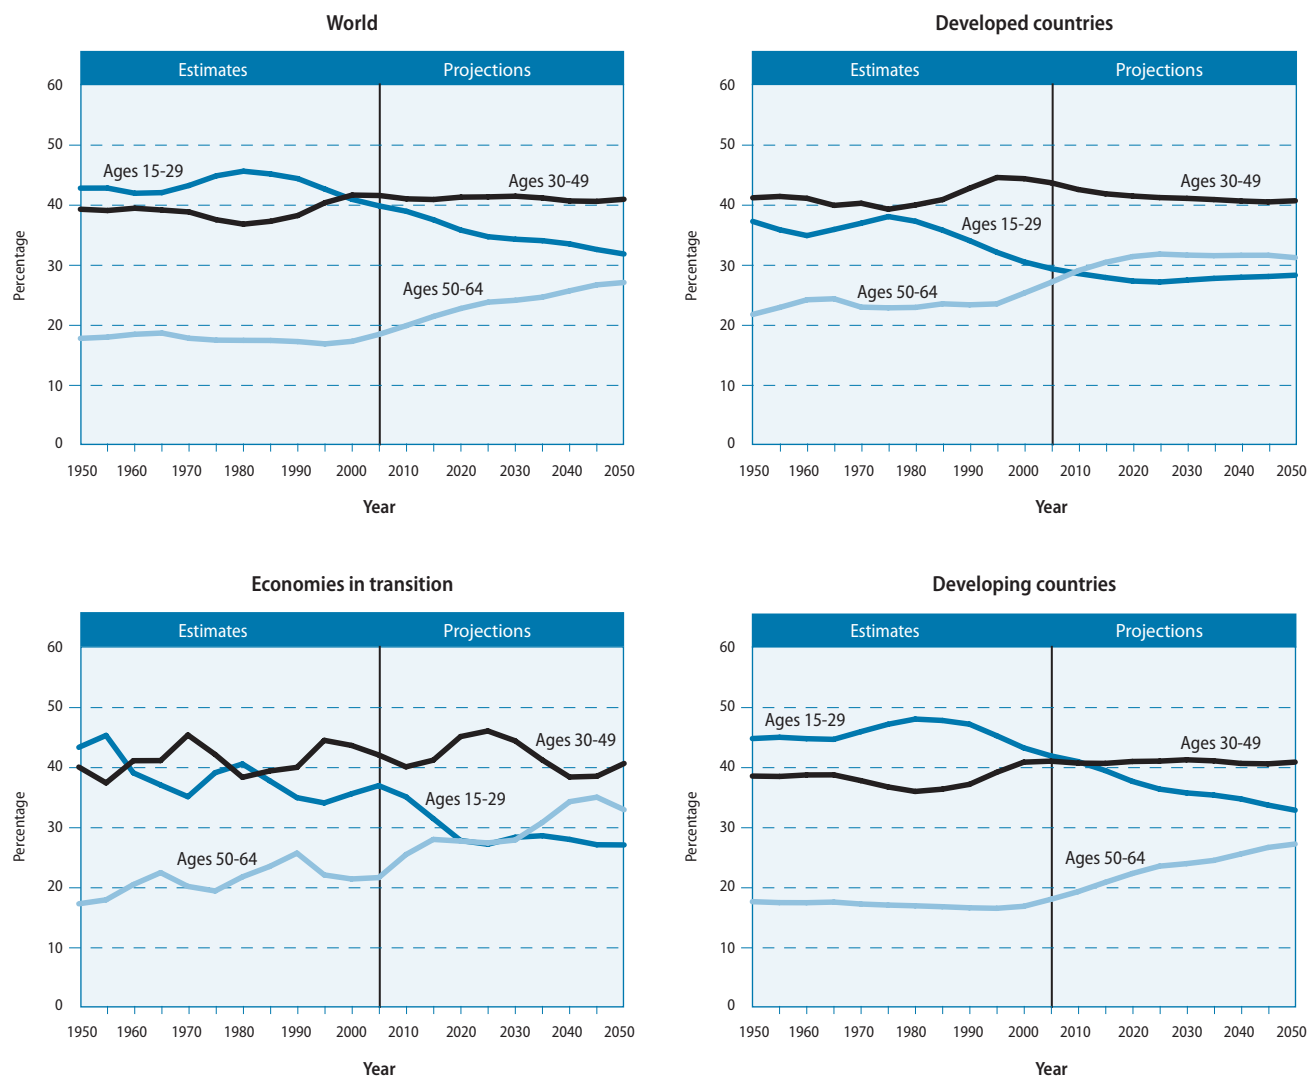 World
Estimates Projections
60
50
40
30
20
10
0
Percentage
Ages 15-29
Ages 30-49
Ages 50-64
1950 1960 1970 1980 1990 2000 2010 2020 2030 2040 2050
Year
Developed countries
Estimates Projections
60
50
40
30
20
10
0
Percentage
Ages 30-49
Ages 15-29
Ages 50-64
1950 1960 1970 1980 1990 2000 2010 2020 2030 2040 2050
Year
Economies in transition
Estimates Projections
60
50
40
30
20
10
0
Percentage
Ages 30-49
Ages 15-29
Ages 50-64
1950 1960 1970 1980 1990 2000 2010 2020 2030 2040 2050
Year
Developing countries
Estimates Projections
60
50
40
30
20
10
0
Percentage
Ages 15-29
Ages 30-49
Ages 50-64
1950 1960 1970 1980 1990 2000 2010 2020 2030 2040 2050
Year